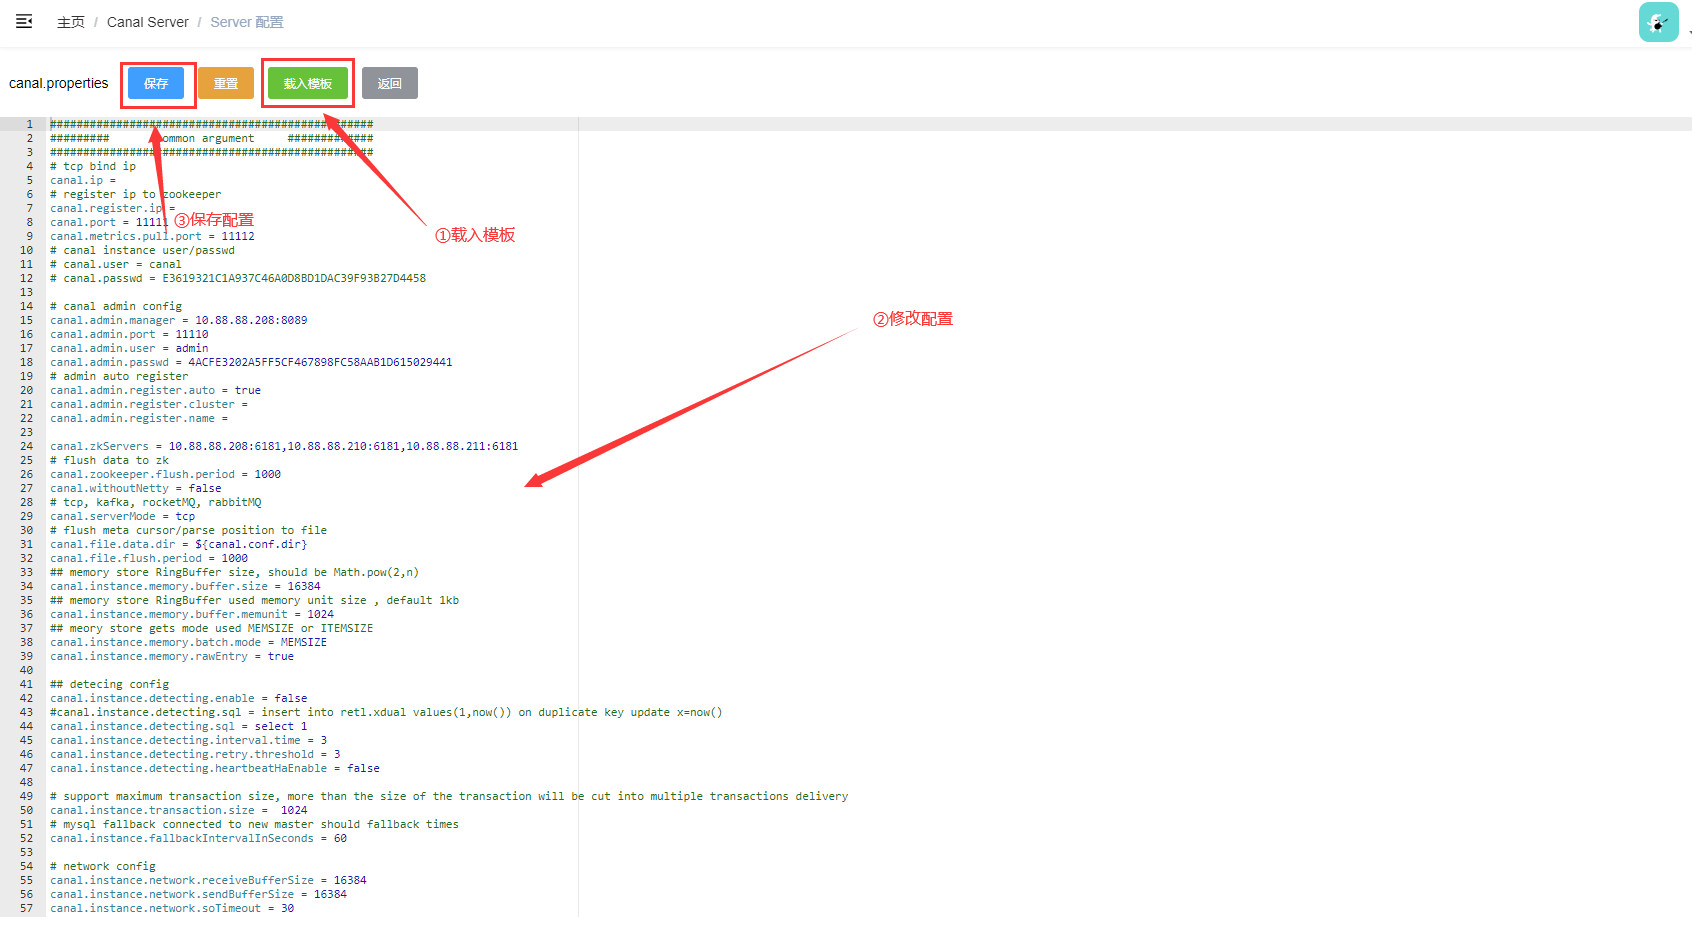 主页 / Canal Server / Server 配置
canal.properties 保存 重置 载入模板 返回
1 #################################################
2 ######### ommon argument #############
3 #################################################
4 # tcp bind ip
5 canal.ip =
6 # register ip to zookeeper
7 canal.register.ip =
8 canal.port = 11111
③保存配置
9 canal.metrics.pull.port = 11112
①载入模板
10 # canal instance user/passwd
11 # canal.user = canal
12 # canal.passwd = E3619321C1A937C46A0D8BD1DAC39F93B27D4458
13
14 # canal admin config
15 canal.admin.manager = 10.88.88.208:8089
②修改配置
16 canal.admin.port = 11110
17 canal.admin.user = admin
18 canal.admin.passwd = 4ACFE3202A5FF5CF467898FC58AAB1D615029441
19 # admin auto register
20 canal.admin.register.auto = true
21 canal.admin.register.cluster =
22 canal.admin.register.name =
23
24 canal.zkServers = 10.88.88.208:6181,10.88.88.210:6181,10.88.88.211:6181
25 # flush data to zk
26 canal.zookeeper.flush.period = 1000
27 canal.withoutNetty = false
28 # tcp, kafka, rocketMQ, rabbitMQ
29 canal.serverMode = tcp
30 # flush meta cursor/parse position to file
31 canal.file.data.dir = ${canal.conf.dir}
32 canal.file.flush.period = 1000
33 ## memory store RingBuffer size, should be Math.pow(2,n)
34 canal.instance.memory.buffer.size = 16384
35 ## memory store RingBuffer used memory unit size , default 1kb
36 canal.instance.memory.buffer.memunit = 1024
37 ## meory store gets mode used MEMSIZE or ITEMSIZE
38 canal.instance.memory.batch.mode = MEMSIZE
39 canal.instance.memory.rawEntry = true
40
41 ## detecing config
42 canal.instance.detecting.enable = false
43 #canal.instance.detecting.sql = insert into retl.xdual values(1,now()) on duplicate key update x=now()
44 canal.instance.detecting.sql = select 1
45 canal.instance.detecting.interval.time = 3
46 canal.instance.detecting.retry.threshold = 3
47 canal.instance.detecting.heartbeatHaEnable = false
48
49 # support maximum transaction size, more than the size of the transaction will be cut into multiple transactions delivery
50 canal.instance.transaction.size =  1024
51 # mysql fallback connected to new master should fallback times
52 canal.instance.fallbackIntervalInSeconds = 60
53
54 # network config
55 canal.instance.network.receiveBufferSize = 16384
56 canal.instance.network.sendBufferSize = 16384
57 canal.instance.network.soTimeout = 30